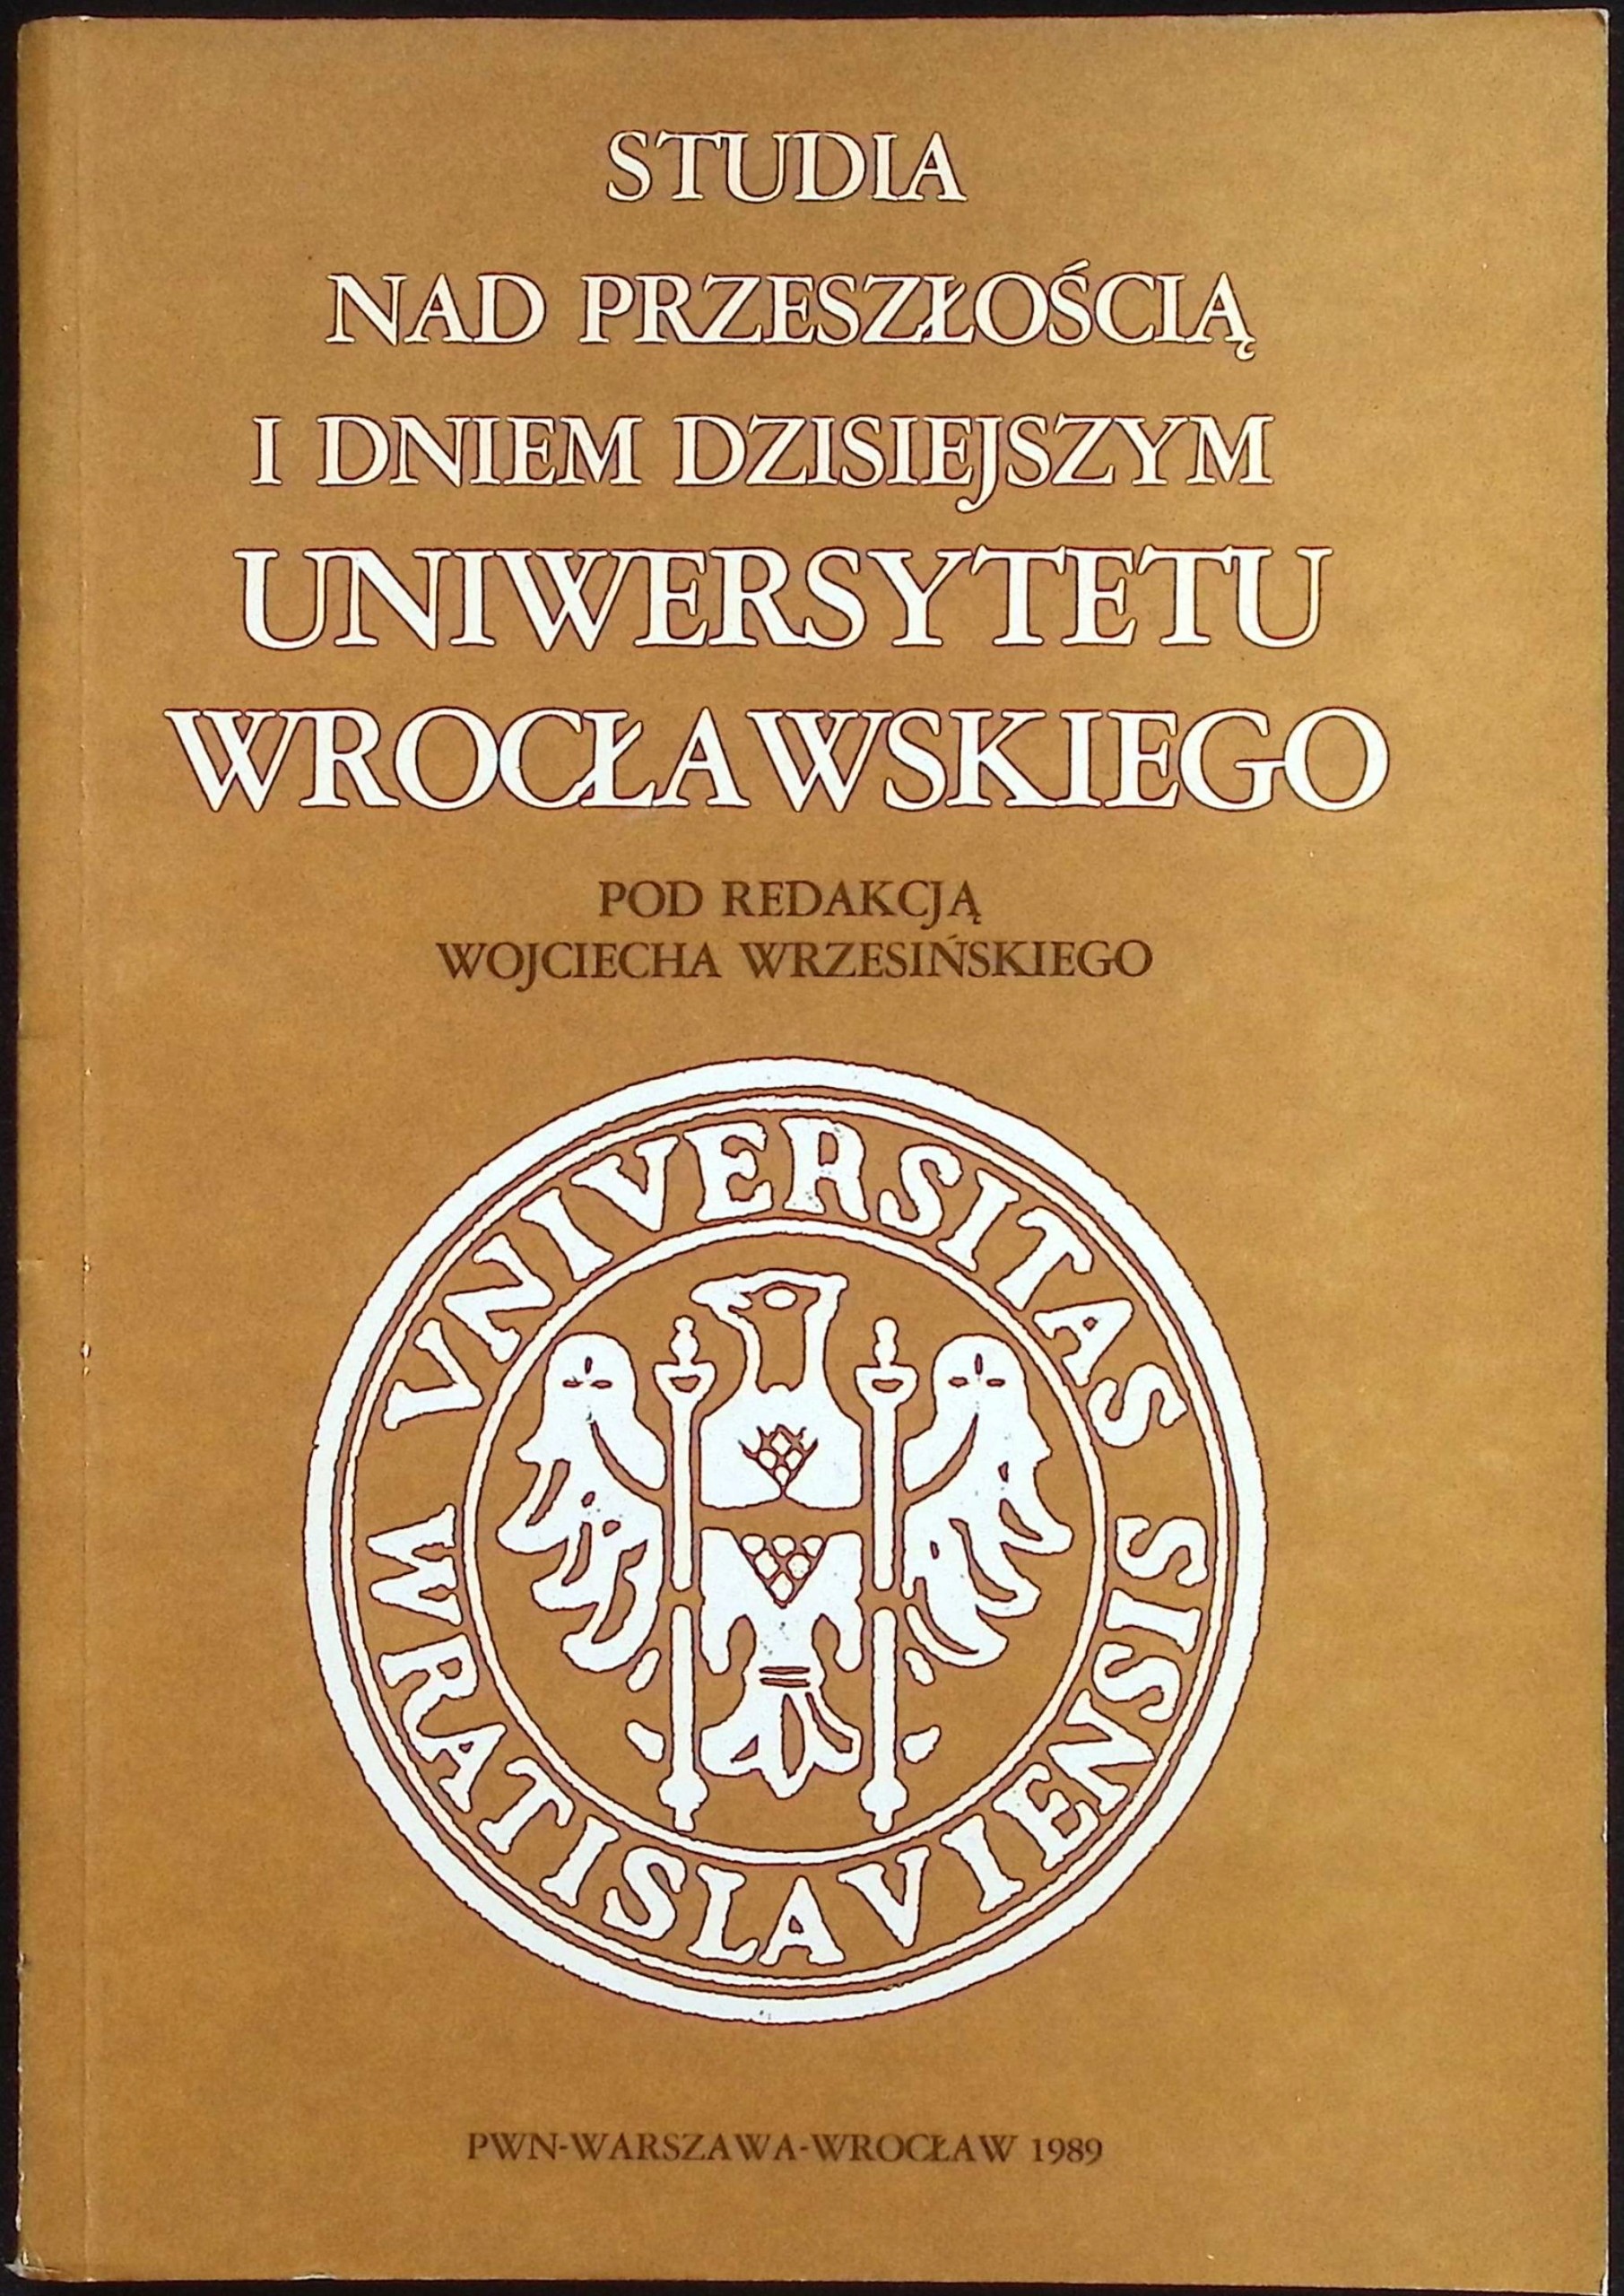 STUDIA
NAD PRZESZŁOŚCIĄ
I DNIEM DZISIEJSZYM
UNIWERSYTETU
WROCŁAWSKIEGO
POD REDAKCJĄ
WOJCIECHA WRZESIŃSKIEGO
VNIVERSITAS
WRATISLAVIENSIS
PWN-WARSZAWA-WROCŁAW 1989